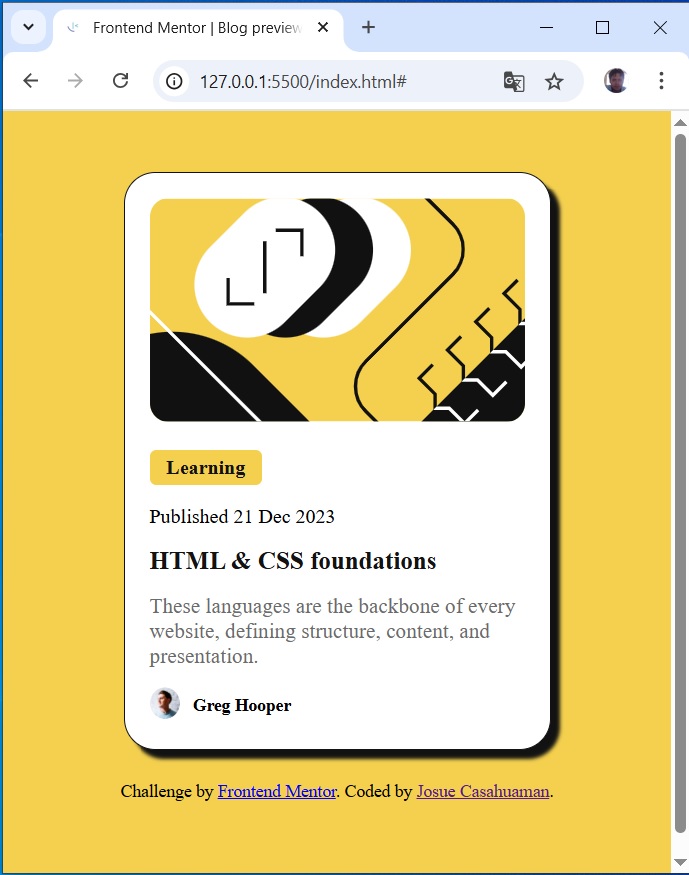 Frontend Mentor | Blog preview
127.0.0.1:5500/index.html#
Learning
Published 21 Dec 2023
HTML & CSS foundations
These languages are the backbone of every
website, defining structure, content, and
presentation.
Greg Hooper
Challenge by Frontend Mentor. Coded by Josue Casahuaman.